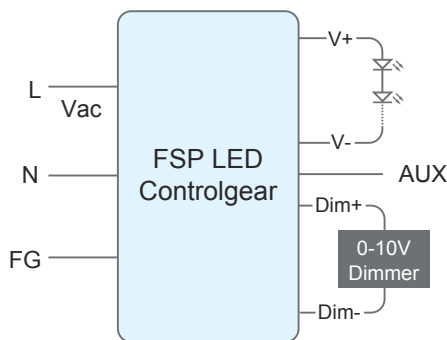 L
Vac
N
FG
FSP LED
Controlgear
V+
V-
AUX
Dim+
0-10V
Dimmer
Dim-